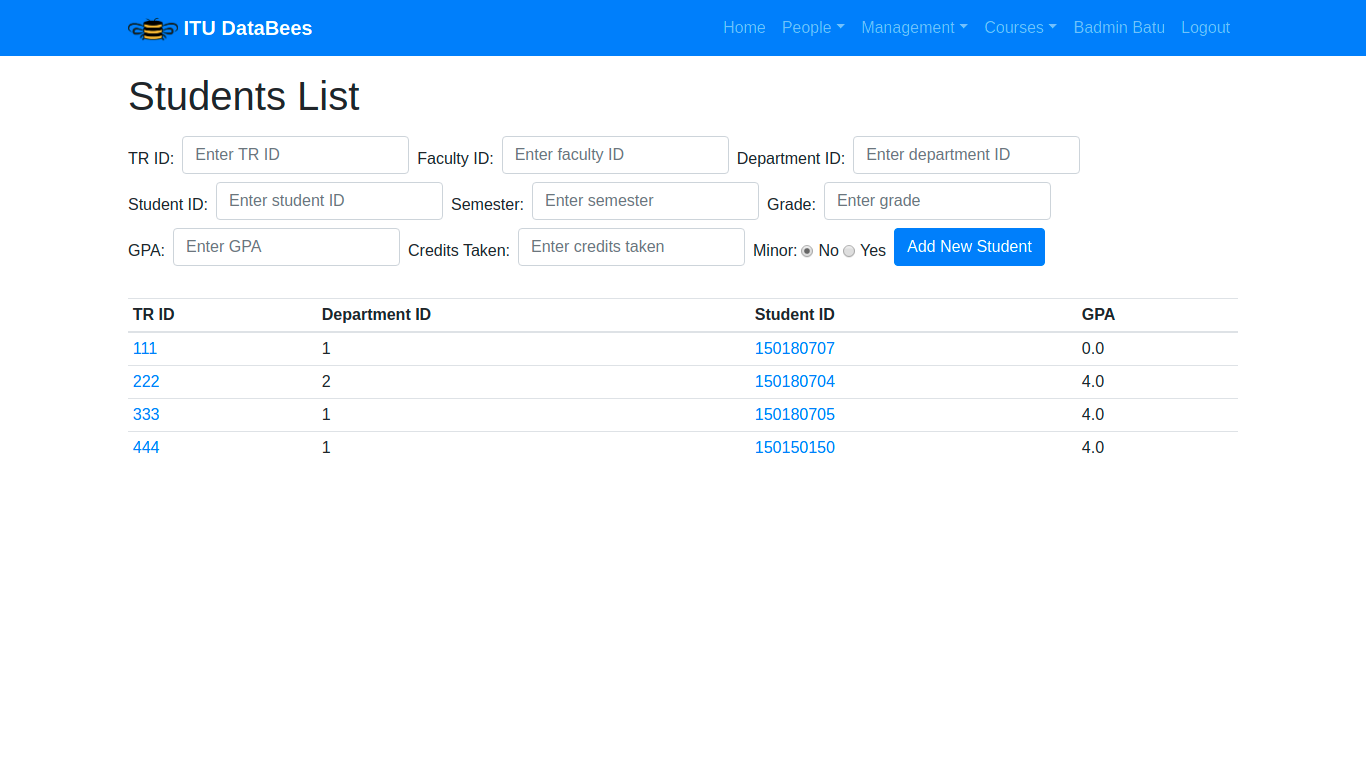 ITU DataBees Home People Management Courses Badmin Batu Logout
Students List
TR ID: Enter TR ID Faculty ID: Enter faculty ID Department ID: Enter department ID
Student ID: Enter student ID Semester: Enter semester Grade: Enter grade
GPA: Enter GPA Credits Taken: Enter credits taken Minor: No Yes Add New Student
TR ID Department ID Student ID GPA
111 1 150180707 0.0
222 2 150180704 4.0
333 1 150180705 4.0
444 1 150150150 4.0